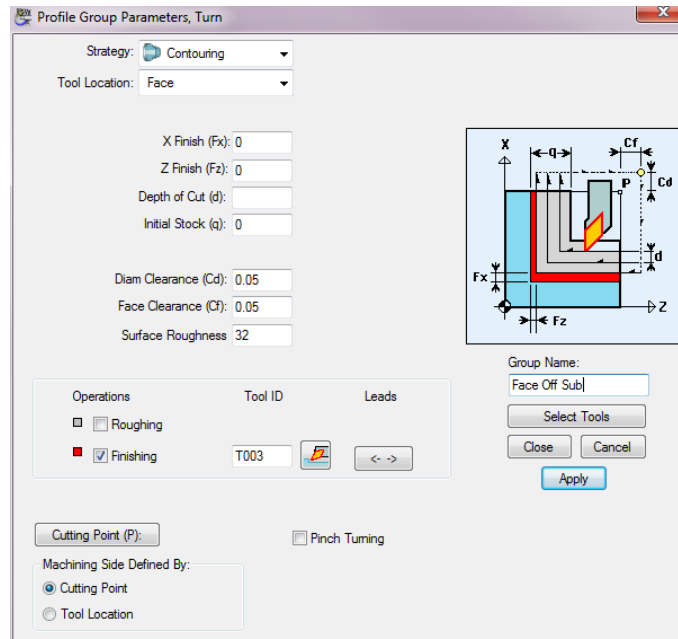 Profile Group Parameters, Turn
X
Strategy: Contouring
Tool Location: Face
X Finish (Fx): 0
Z Finish (Fz): 0
Depth of Cut (d):
Initial Stock (q): 0
Diam Clearance (Cd): 0.05
Face Clearance (Cf): 0.05
Surface Roughness 32
X
q
Cf
P
Cd
d
Fx
Z
Fz
Group Name:
Face Off Sub
Select Tools
Close Cancel
Apply
Operations Tool ID Leads
Roughing
Finishing T003 <- ->
Cutting Point (P):
Pinch Turning
Machining Side Defined By:
Cutting Point
Tool Location